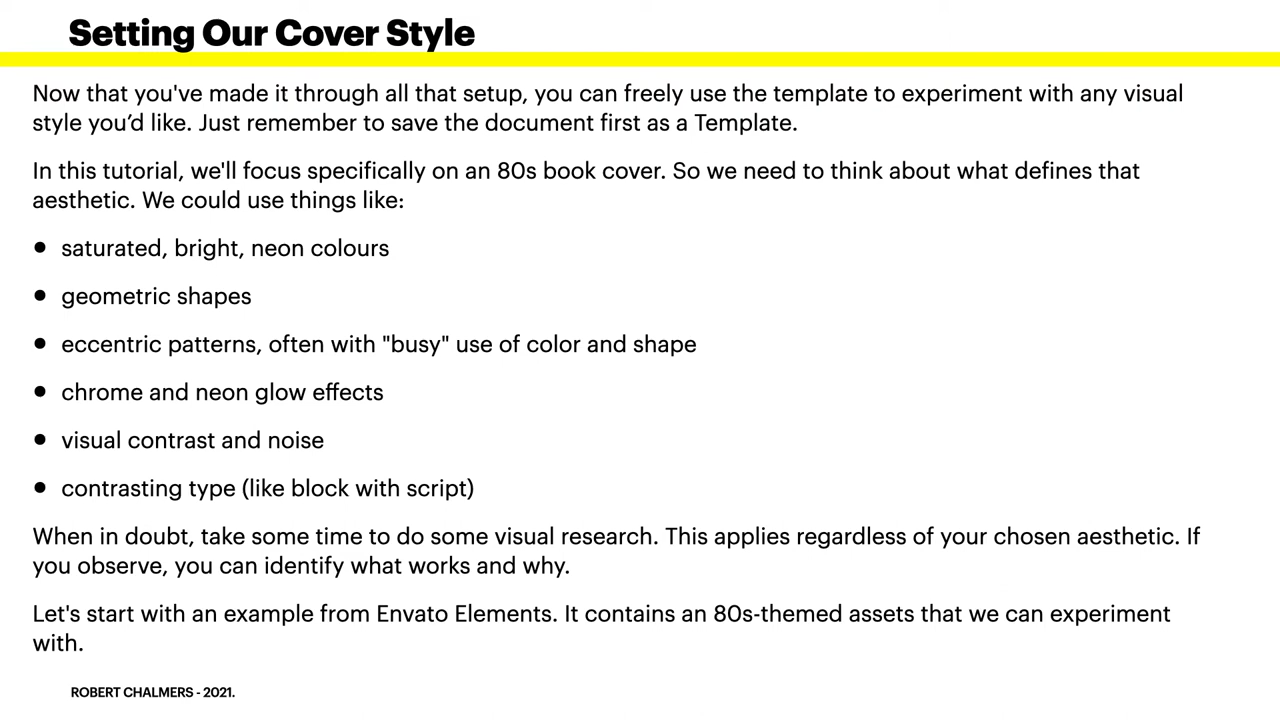 Setting Our Cover Style
Now that you've made it through all that setup, you can freely use the template to experiment with any visual
style you’d like. Just remember to save the document first as a Template.
In this tutorial, we'll focus specifically on an 80s book cover. So we need to think about what defines that
aesthetic. We could use things like:
● saturated, bright, neon colours
● geometric shapes
● eccentric patterns, often with "busy" use of color and shape
● chrome and neon glow effects
● visual contrast and noise
● contrasting type (like block with script)
When in doubt, take some time to do some visual research. This applies regardless of your chosen aesthetic. If
you observe, you can identify what works and why.
Let's start with an example from Envato Elements. It contains an 80s-themed assets that we can experiment
with.
ROBERT CHALMERS - 2021.